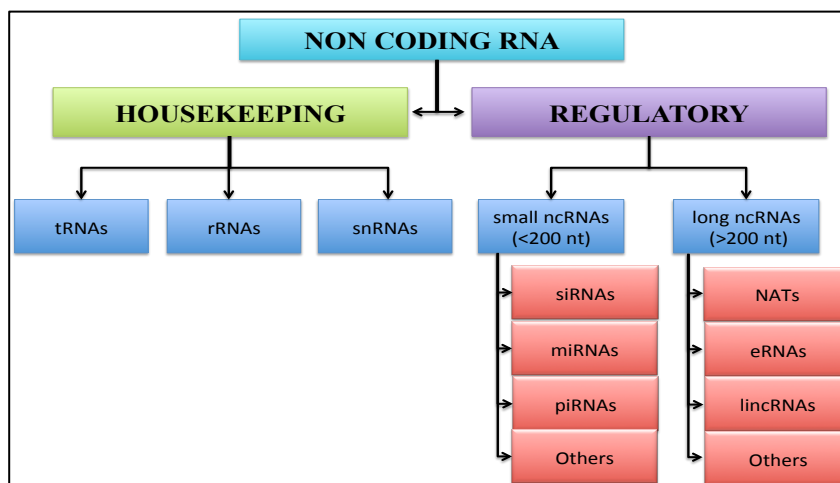 NON CODING RNA
HOUSEKEEPING
REGULATORY
tRNAs
rRNAs
snRNAs
small ncRNAs
(<200 nt)
long ncRNAs
(>200 nt)
siRNAs
miRNAs
piRNAs
Others
NATs
eRNAs
lincRNAs
Others